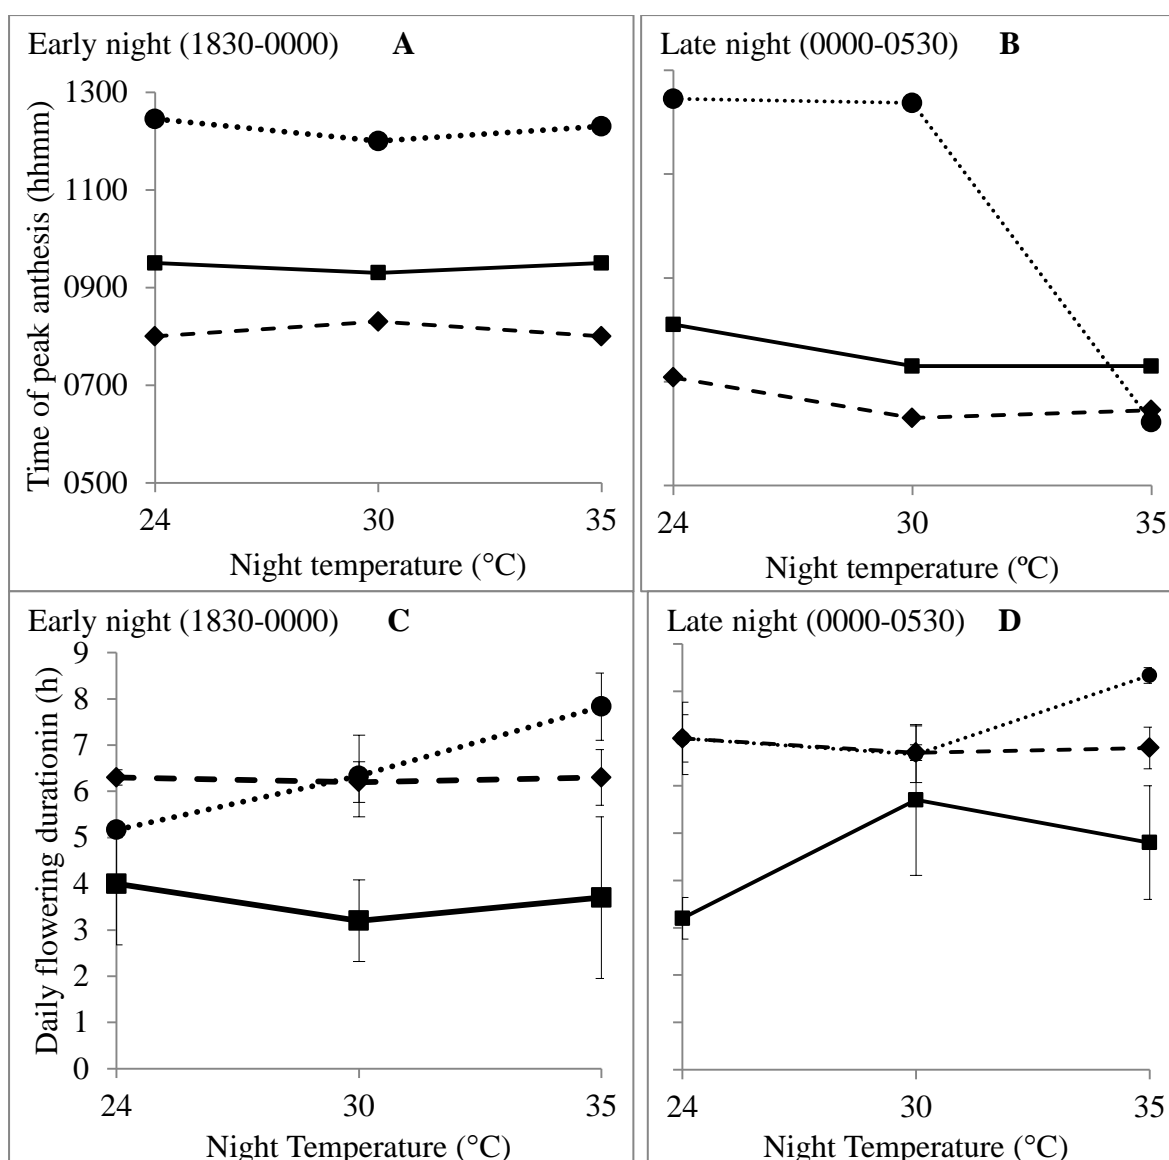 Early night (1830-0000) A
Time of peak anthesis (hhmm)
1300
1100
0900
0700
0500
24 30 35
Night temperature (°C)
Late night (0000-0530) B
24 30 35
Night temperature (ºC)
Early night (1830-0000) C
Daily flowering durationin (h)
9
8
7
6
5
4
3
2
1
0
24 30 35
Night Temperature (°C)
Late night (0000-0530) D
24 30 35
Night Temperature (°C)